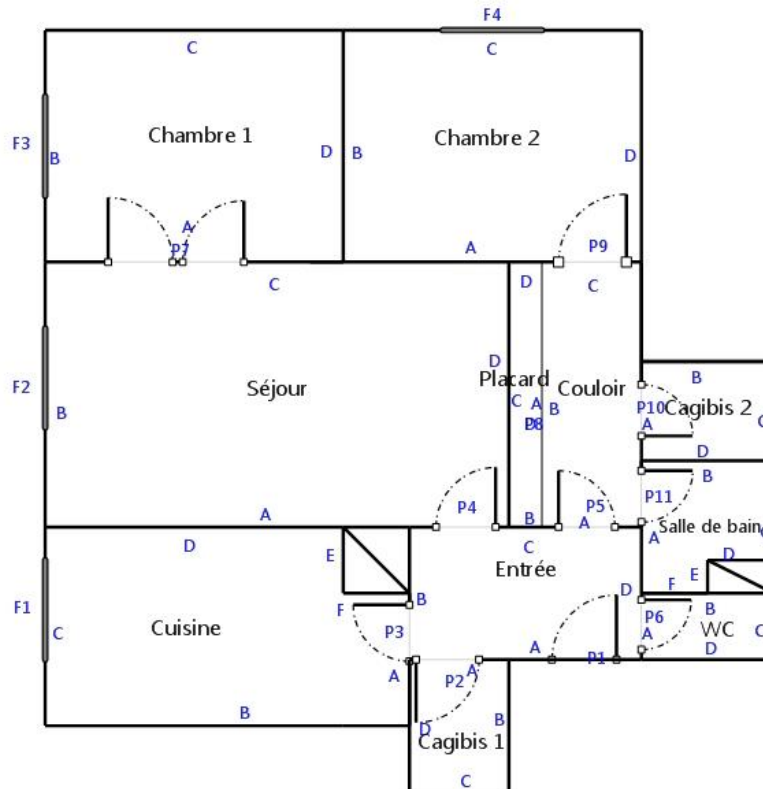 F4
C
C
F3
B
Chambre 1
D
B
Chambre 2
D
A
P7
A
P9
C
D
C
F2
B
Séjour
D
Placard
C
A
D
P8
B
Couloir
B
P10
Cagibis 2
A
C
D
A
P4
B
P5
A
B
P11
Salle de bain
A
C
D
E
F
D
E
C
Entrée
D
F1
C
Cuisine
F
B
P3
A
P6
B
A
WC
C
D
A
P1
A
P2
D
B
B
Cagibis 1
C